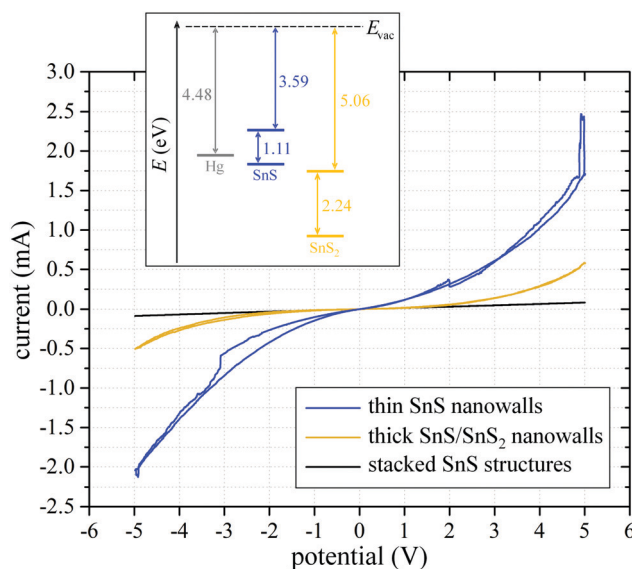 E_vac
3.59
4.48
5.06
E (eV)
1.11
Hg
SnS
2.24
SnS₂
3.0
2.5
2.0
1.5
1.0
0.5
0.0
-0.5
-1.0
-1.5
-2.0
-2.5
current (mA)
thin SnS nanowalls
thick SnS/SnS₂ nanowalls
stacked SnS structures
-6 -5 -4 -3 -2 -1 0 1 2 3 4 5 6
potential (V)